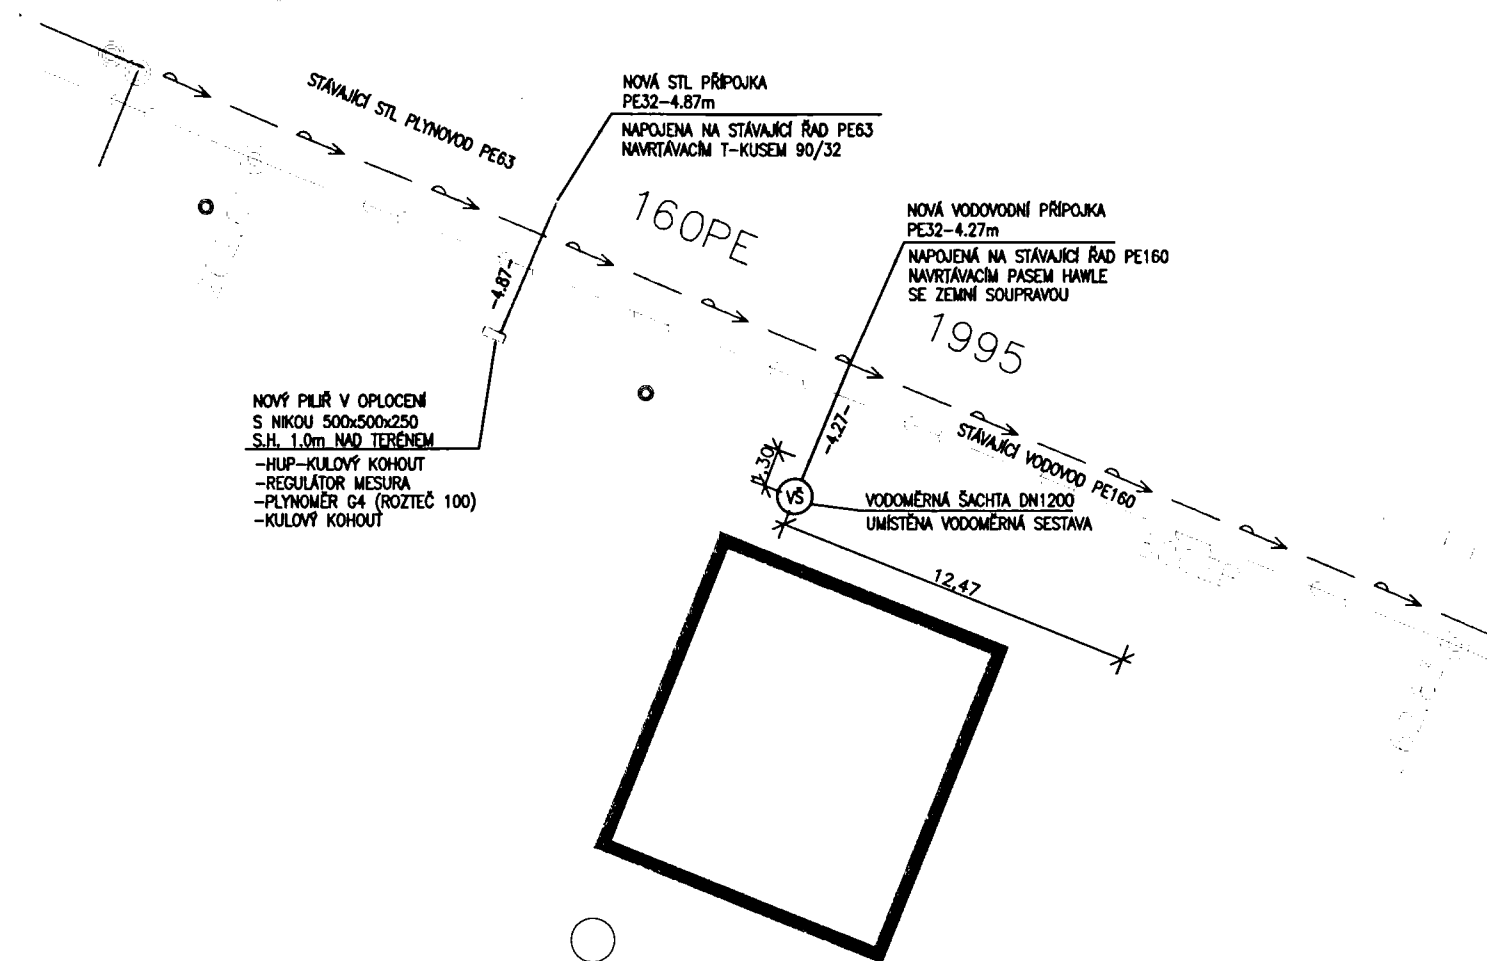 STÁVAJÍCÍ STL PLYNOVOD PE63
NOVÁ STL PŘÍPOJKA
PE32-4.87m
NAPOJENA NA STÁVAJÍCÍ ŘAD PE63
NAVRTÁVACÍM T-KUSEM 90/32
160PE
NOVÁ VODOVODNÍ PŘÍPOJKA
PE32-4.27m
NAPOJENÁ NA STÁVAJÍCÍ ŘAD PE160
NAVRTÁVACÍM PASEM HAWLE
SE ZEMNÍ SOUPRAVOU
-4.87-
1995
NOVÝ PILÍŘ V OPLOCENÍ
S NIKOU 500x500x250
S.H. 1.0m NAD TERÉNEM
-HUP-KULOVÝ KOHOUT
-REGULÁTOR MESURA
-PLYNOMĚR G4 (ROZTEČ 100)
-KULOVÝ KOHOUT
-4.27-
STÁVAJÍCÍ VODOVOD PE160
1,30
VŠ
VODOMĚRNÁ ŠACHTA DN1200
UMÍSTĚNA VODOMĚRNÁ SESTAVA
12,47